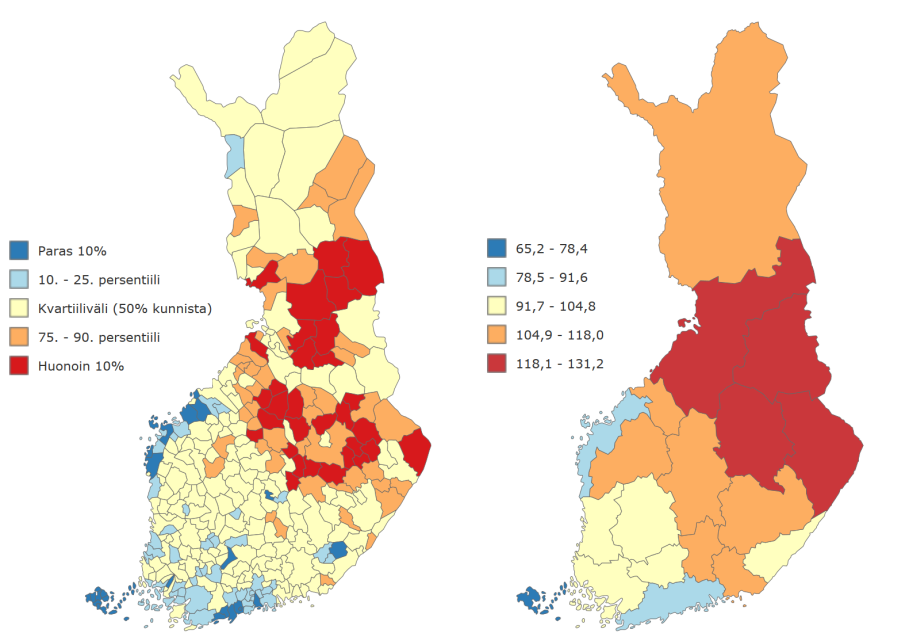 Paras 10%
10. - 25. persentiili
Kvartiiliväli (50% kunnista)
75. - 90. persentiili
Huonoin 10%
65,2 - 78,4
78,5 - 91,6
91,7 - 104,8
104,9 - 118,0
118,1 - 131,2